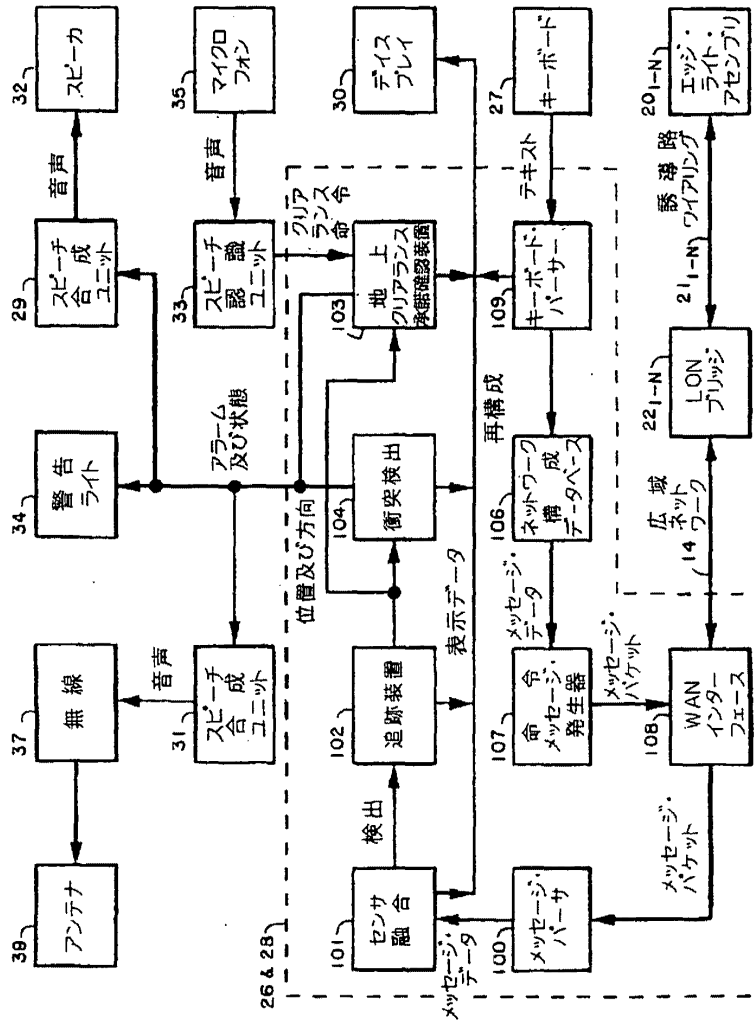 39
アンテナ
37
無線
音声
31
スピーチ
合成
ユニット
34
警告
ライト
アラーム
及び状態
29
スピーチ
合成
ユニット
音声
32
スピーカ
35
マイクロ
フォン
音声
33
スピーチ
認識
ユニット
クリア
ランス
命令
26 & 28
101
センサ
融合
検出
102
追跡装置
位置及び方向
104
衝突検出
103
地上
クリアランス
承諾確認装置
30
ディス
プレイ
表示データ
メッセージ・
データ
100
メッセージ・
パーサ
107
命令
メッセージ・
発生器
メッセージ・
データ
106
ネットワーク
構成
データベース
再構成
109
キーボード・
パーサー
テキスト
27
キーボード
メッセージ・
パケット
メッセージ・
パケット
108
WAN
インター
フェース
14
広域
ネット
ワーク
22 1-N
LON
ブリッジ
21 1-N
誘導路
ワイアリング
20 1-N
エッジ・
ライト・
アセンブリ